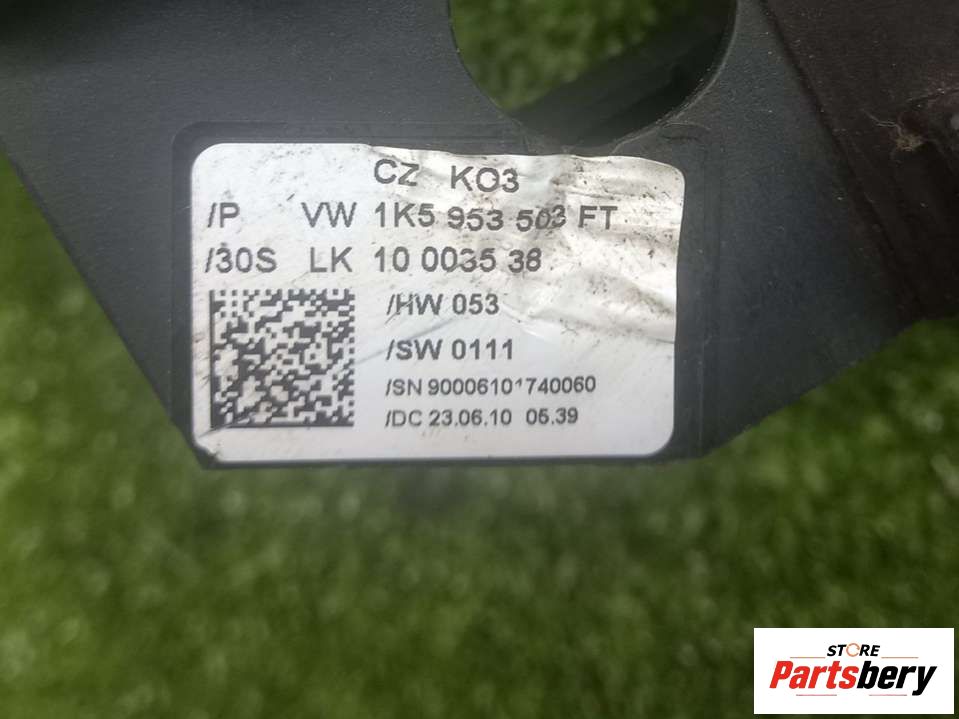 CZ KO3
/P VW 1K5 953 503 FT
/30S LK 10 0035 38
/HW 053
/SW 0111
/SN 90006101740060
/DC 23.06.10 05.39
STORE
Partsbery